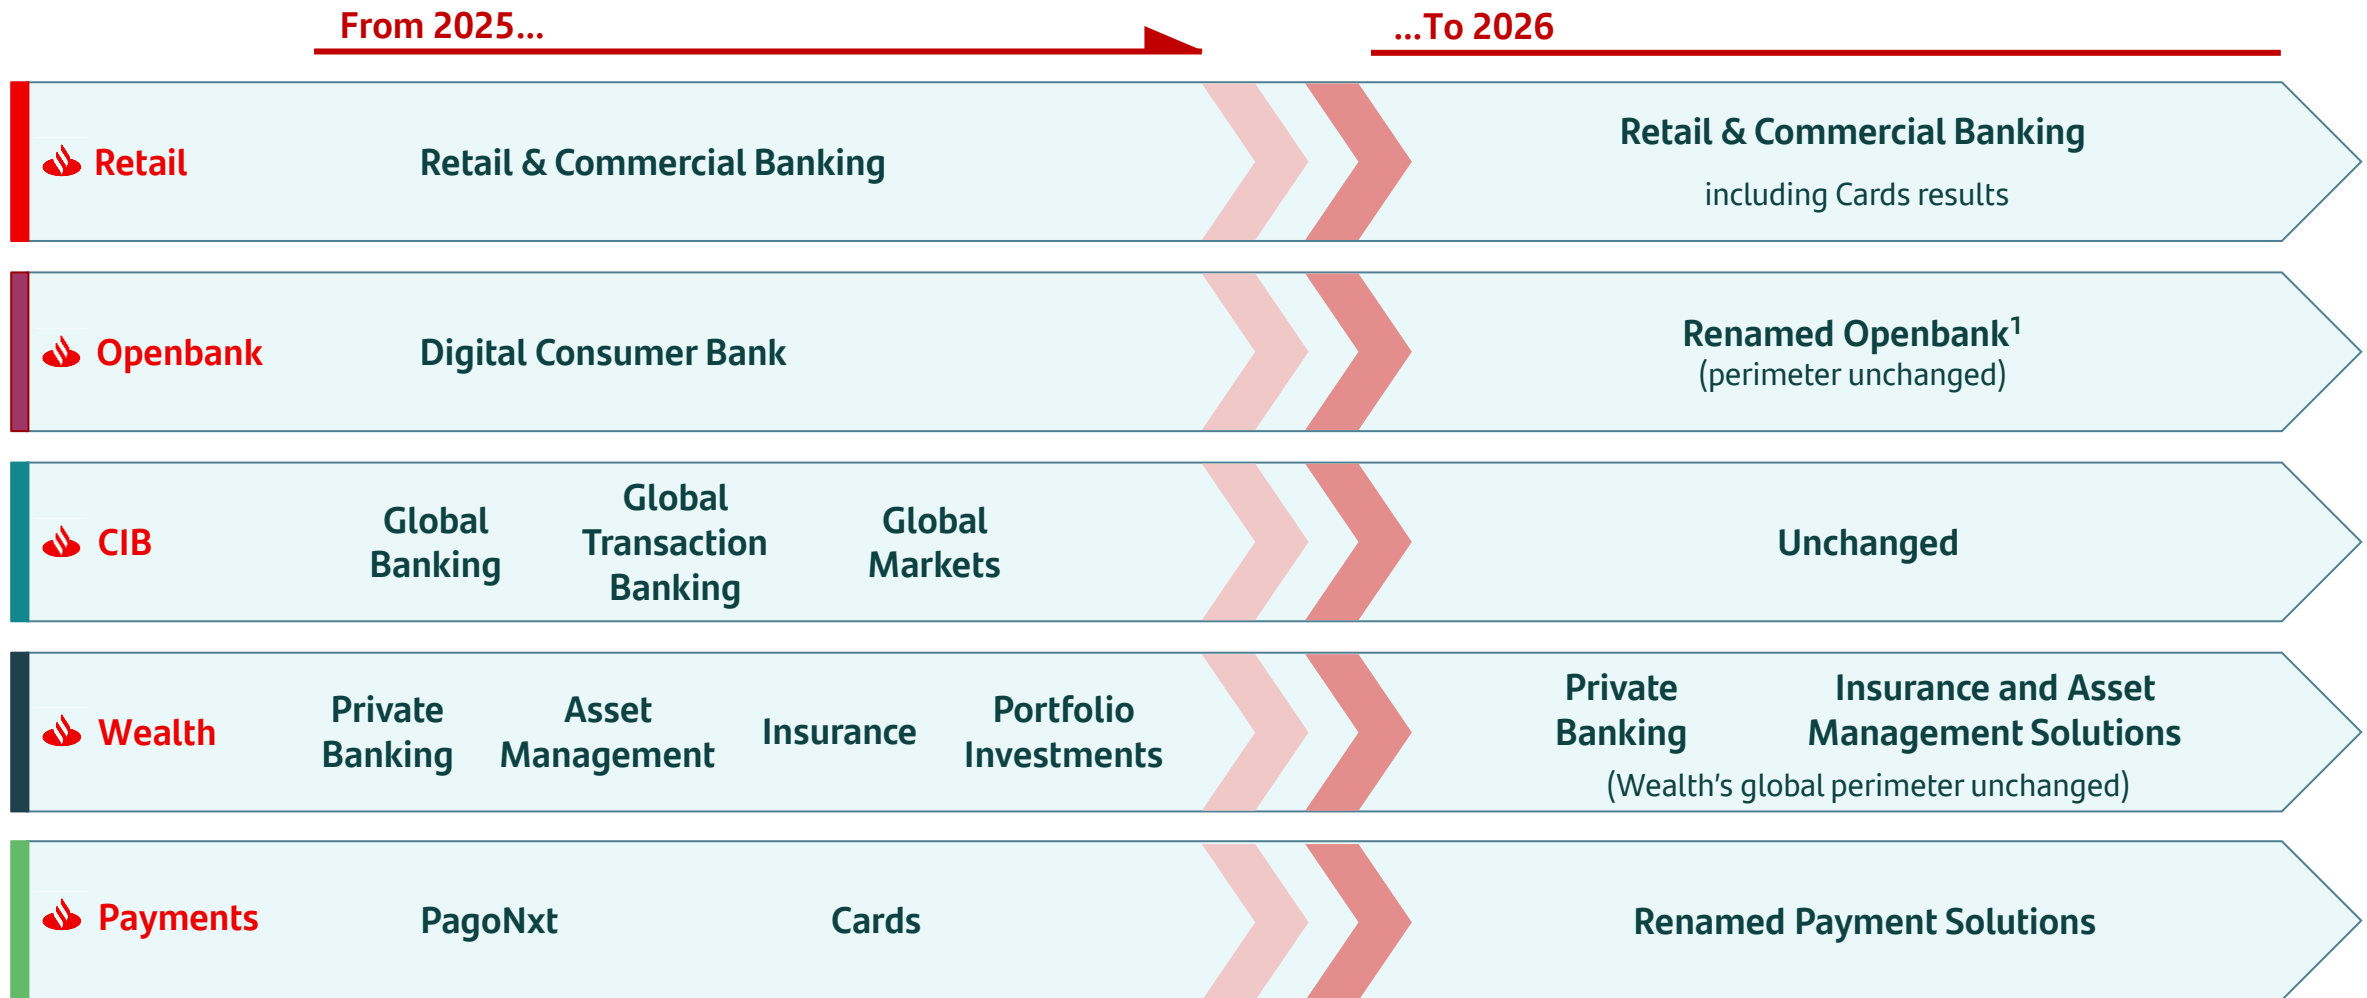 From 2025...
...To 2026
Retail
Retail & Commercial Banking
Retail & Commercial Banking
including Cards results
Openbank
Digital Consumer Bank
Renamed Openbank¹
(perimeter unchanged)
CIB
Global
Banking
Global
Transaction
Banking
Global
Markets
Unchanged
Wealth
Private
Banking
Asset
Management
Insurance
Portfolio
Investments
Private
Banking
Insurance and Asset
Management Solutions
(Wealth's global perimeter unchanged)
Payments
PagoNxt
Cards
Renamed Payment Solutions